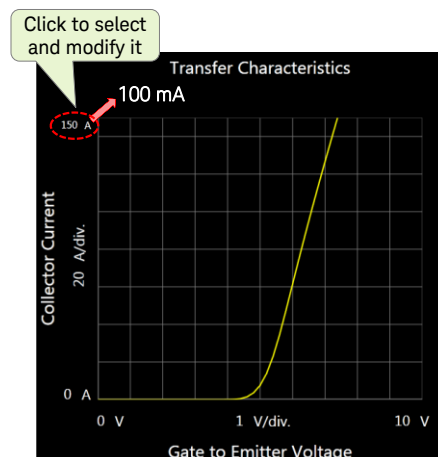 Click to select
and modify it
Transfer Characteristics
100 mA
150 A
Collector Current
20 A/div.
0 A
0 V
1 V/div.
10 V
Gate to Emitter Voltage